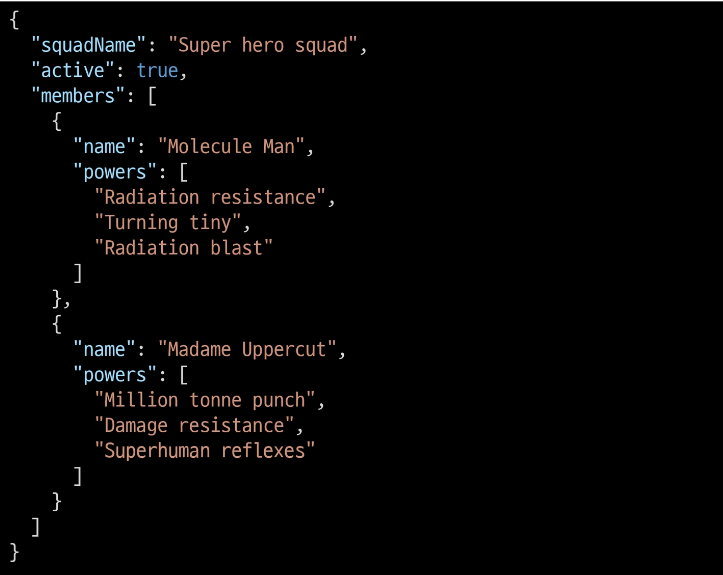 {
  "squadName": "Super hero squad",
  "active": true,
  "members": [
    {
      "name": "Molecule Man",
      "powers": [
        "Radiation resistance",
        "Turning tiny",
        "Radiation blast"
      ]
    },
    {
      "name": "Madame Uppercut",
      "powers": [
        "Million tonne punch",
        "Damage resistance",
        "Superhuman reflexes"
      ]
    }
  ]
}